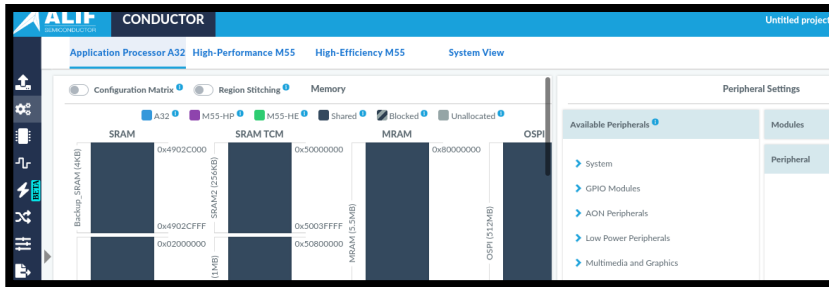 ALIF
SEMICONDUCTOR
CONDUCTOR
Untitled project
Application Processor A32
High-Performance M55
High-Efficiency M55
System View
Configuration Matrix
Region Stitching
Memory
Peripheral Settings
A32
M55-HP
M55-HE
Shared
Blocked
Unallocated
SRAM
SRAM TCM
MRAM
OSPI
Backup_SRAM (4KB)
0x4902C000
0x4902CFFF
0x02000000
SRAM2 (256KB)
0x50000000
0x5003FFFF
0x50800000
(1MB)
MRAM (5.5MB)
0x80000000
OSPI (512MB)
Available Peripherals
System
GPIO Modules
AON Peripherals
Low Power Peripherals
Multimedia and Graphics
Modules
Peripheral
BETA